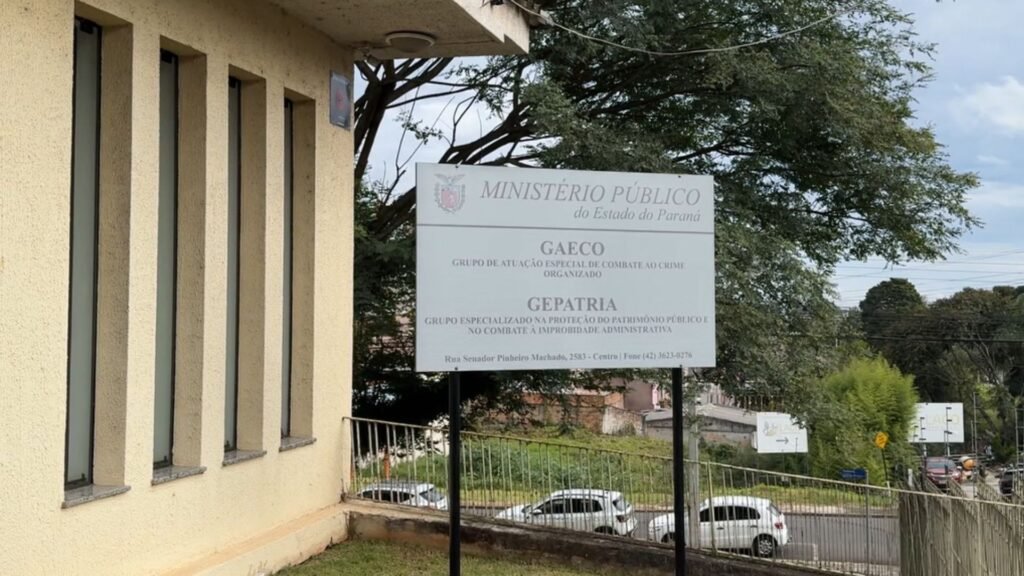 MINISTÉRIO PÚBLICO
do Estado do Paraná
GAECO
GRUPO DE ATUAÇÃO ESPECIAL DE COMBATE AO CRIME
ORGANIZADO
GEPATRIA
GRUPO ESPECIALIZADO NA PROTEÇÃO DO PATRIMÔNIO PÚBLICO E
NO COMBATE À IMPROBIDADE ADMINISTRATIVA
Rua Senador Pinheiro Machado, 2583 - Centro | Fone (42) 3623-0276